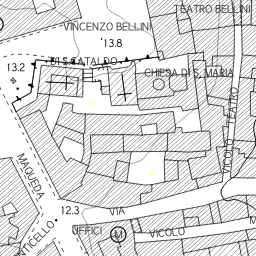 TEATRO BELLINI
VINCENZO BELLINI
13.8
DI S.CATALDO
13.2
CHIESA DI S. MARIA
VICOLO TEATRO
MAQUEDA
12.3
VIA
UFFICI
M
VICOLO